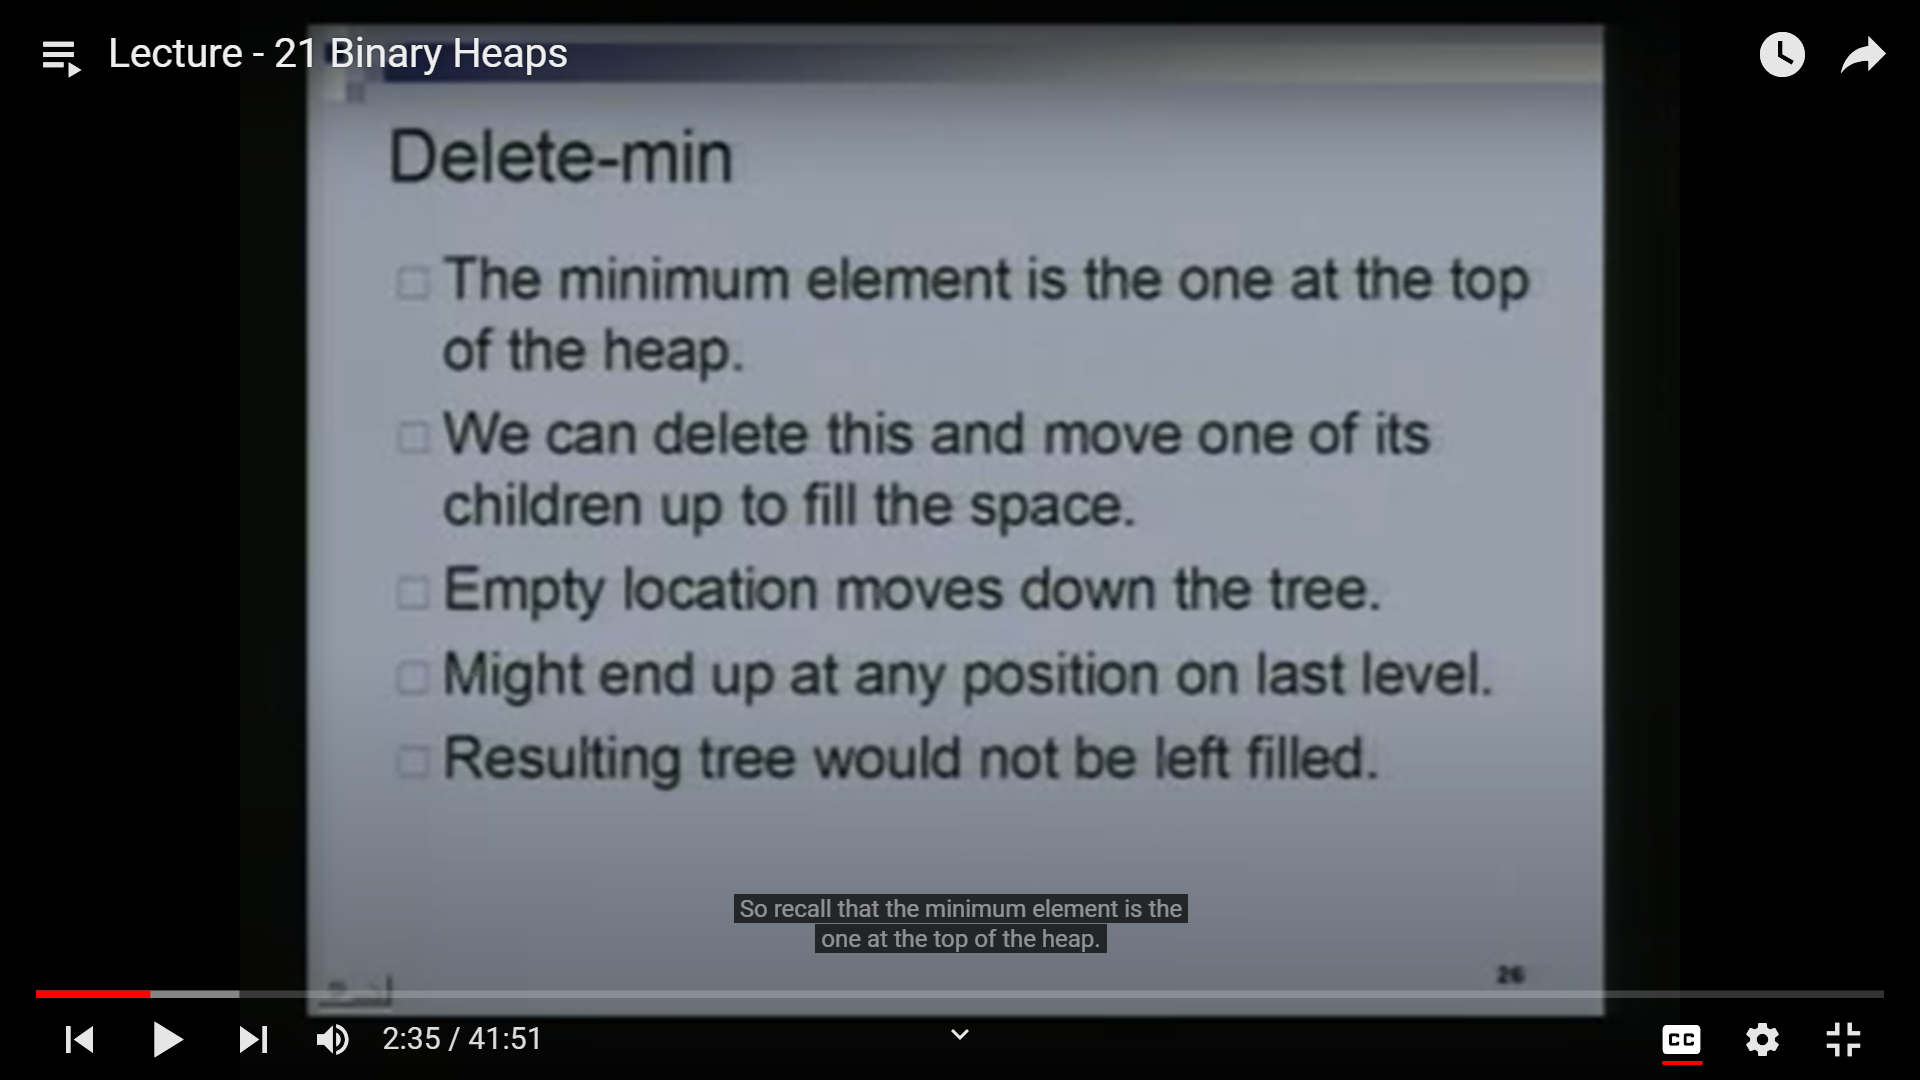 Lecture - 21 Binary Heaps
Delete-min
The minimum element is the one at the top
of the heap.
We can delete this and move one of its
children up to fill the space.
Empty location moves down the tree.
Might end up at any position on last level.
Resulting tree would not be left filled.
So recall that the minimum element is the
one at the top of the heap.
26
2:35 / 41:51
CC